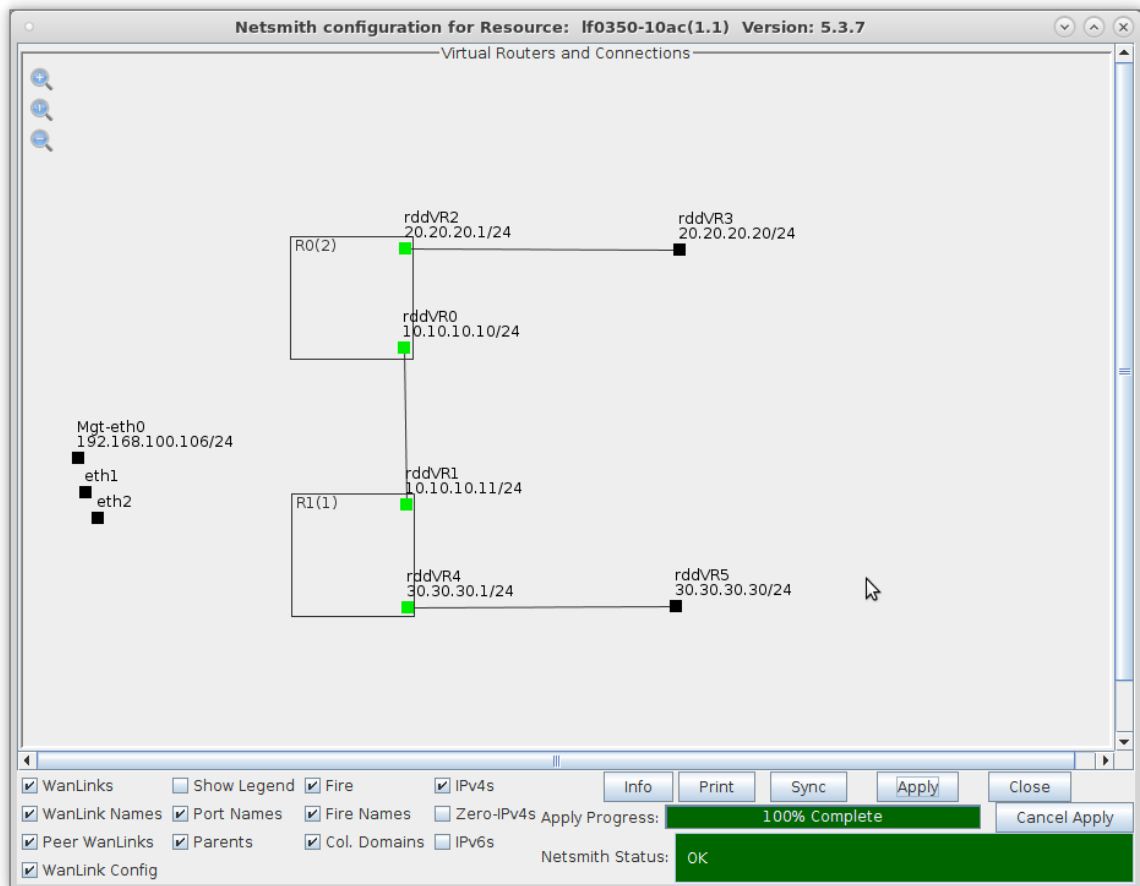 Netsmith configuration for Resource:  lf0350-10ac(1.1)  Version: 5.3.7
Virtual Routers and Connections
rddVR2
20.20.20.1/24
rddVR3
20.20.20.20/24
R0(2)
rddVR0
10.10.10.10/24
Mgt-eth0
192.168.100.106/24
eth1
eth2
rddVR1
10.10.10.11/24
R1(1)
rddVR4
30.30.30.1/24
rddVR5
30.30.30.30/24
WanLinks Show Legend Fire IPv4s Info Print Sync Apply Close
WanLink Names Port Names Fire Names Zero-IPv4s Apply Progress: 100% Complete Cancel Apply
Peer WanLinks Parents Col. Domains IPv6s Netsmith Status: OK
WanLink Config